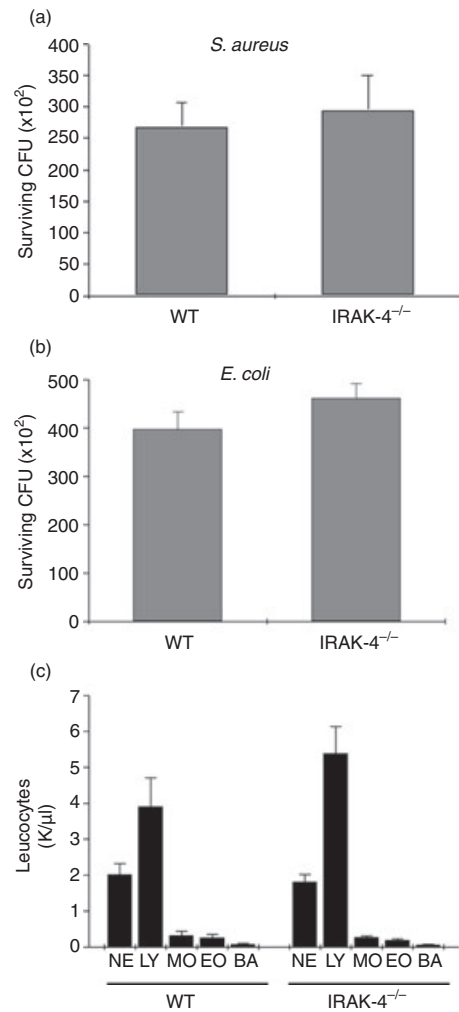 (a)
S. aureus
Surviving CFU (x10²)
400
350
300
250
200
150
100
50
0
WT
IRAK-4⁻/⁻
(b)
E. coli
Surviving CFU (x10²)
500
400
400
200
100
0
WT
IRAK-4⁻/⁻
(c)
Leucocytes
(K/µl)
7
6
5
4
3
2
1
0
NE LY MO EO BA NE LY MO EO BA
WT IRAK-4⁻/⁻